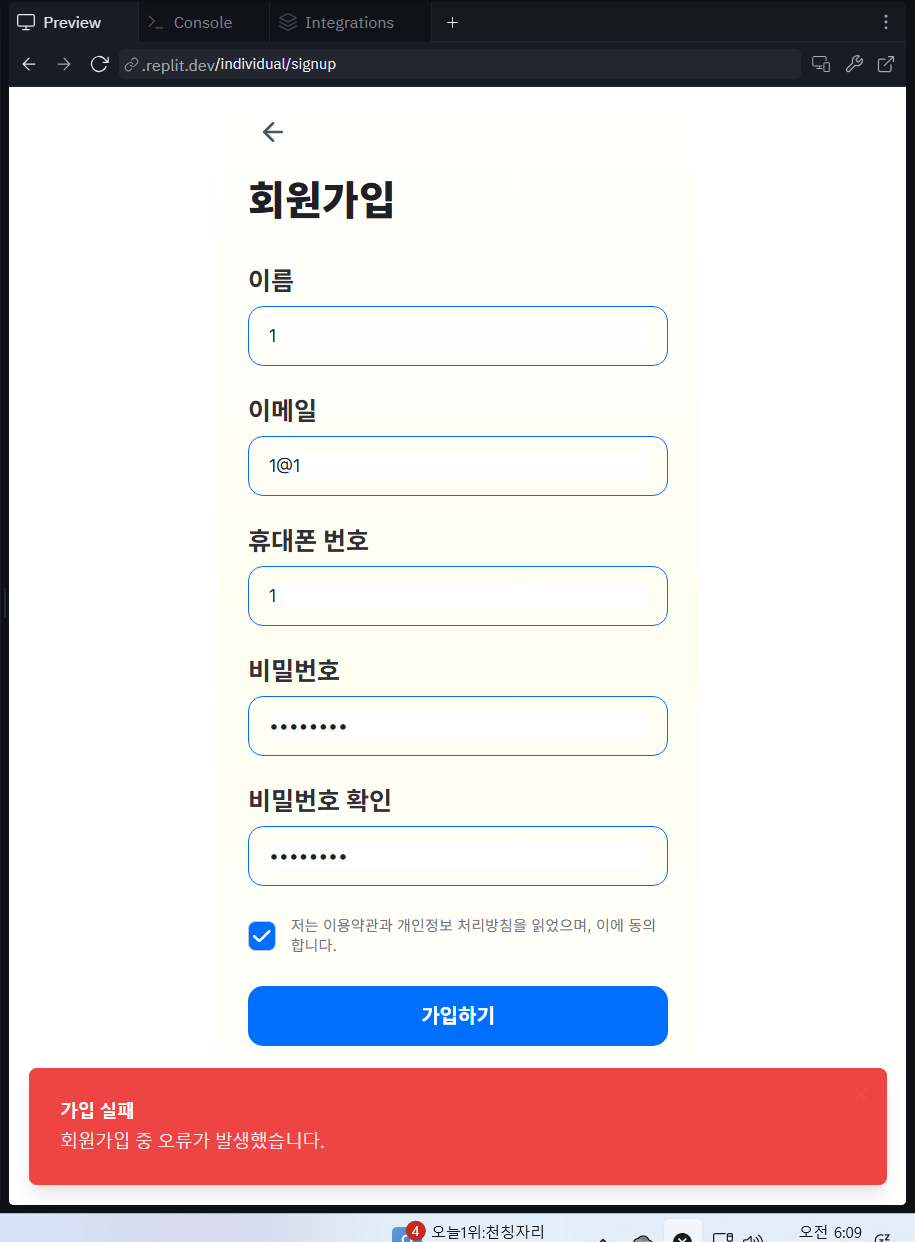 Preview
Console
Integrations
.replit.dev/individual/signup
회원가입
이름
1
이메일
1@1
휴대폰 번호
1
비밀번호
••••••••
비밀번호 확인
••••••••
저는 이용약관과 개인정보 처리방침을 읽었으며, 이에 동의
합니다.
가입하기
가입 실패
회원가입 중 오류가 발생했습니다.
4
오늘1위:천칭자리
오전 6:09